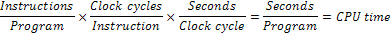 Instructions/Program × Clock cycles/Instruction × Seconds/Clock cycle = Seconds/Program = CPU time